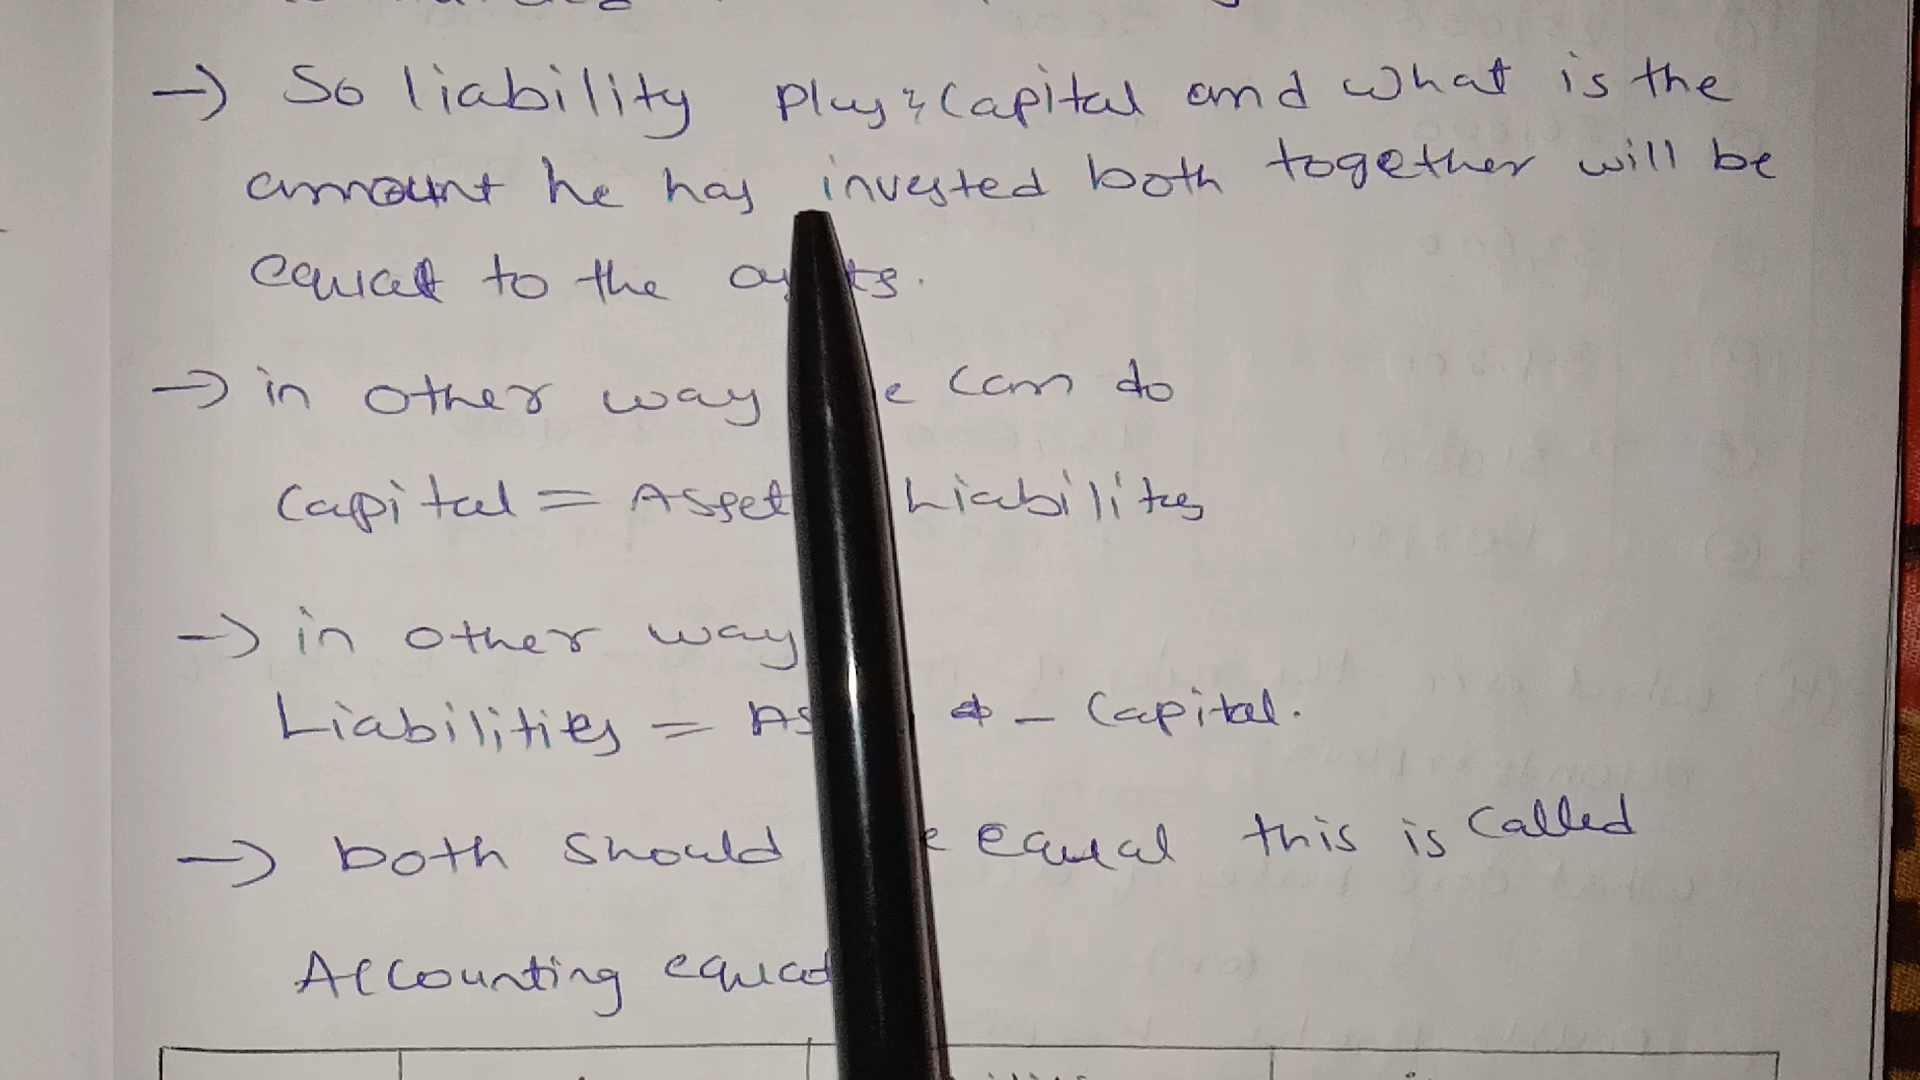 → So liability plus & Capital and what is the
amount he has invested both together will be
equal to the
→ in other way can do
Capital = Asset Liabilities
→ in other way
Liabilities = As - Capital.
→ both should equal this is called
Accounting equat